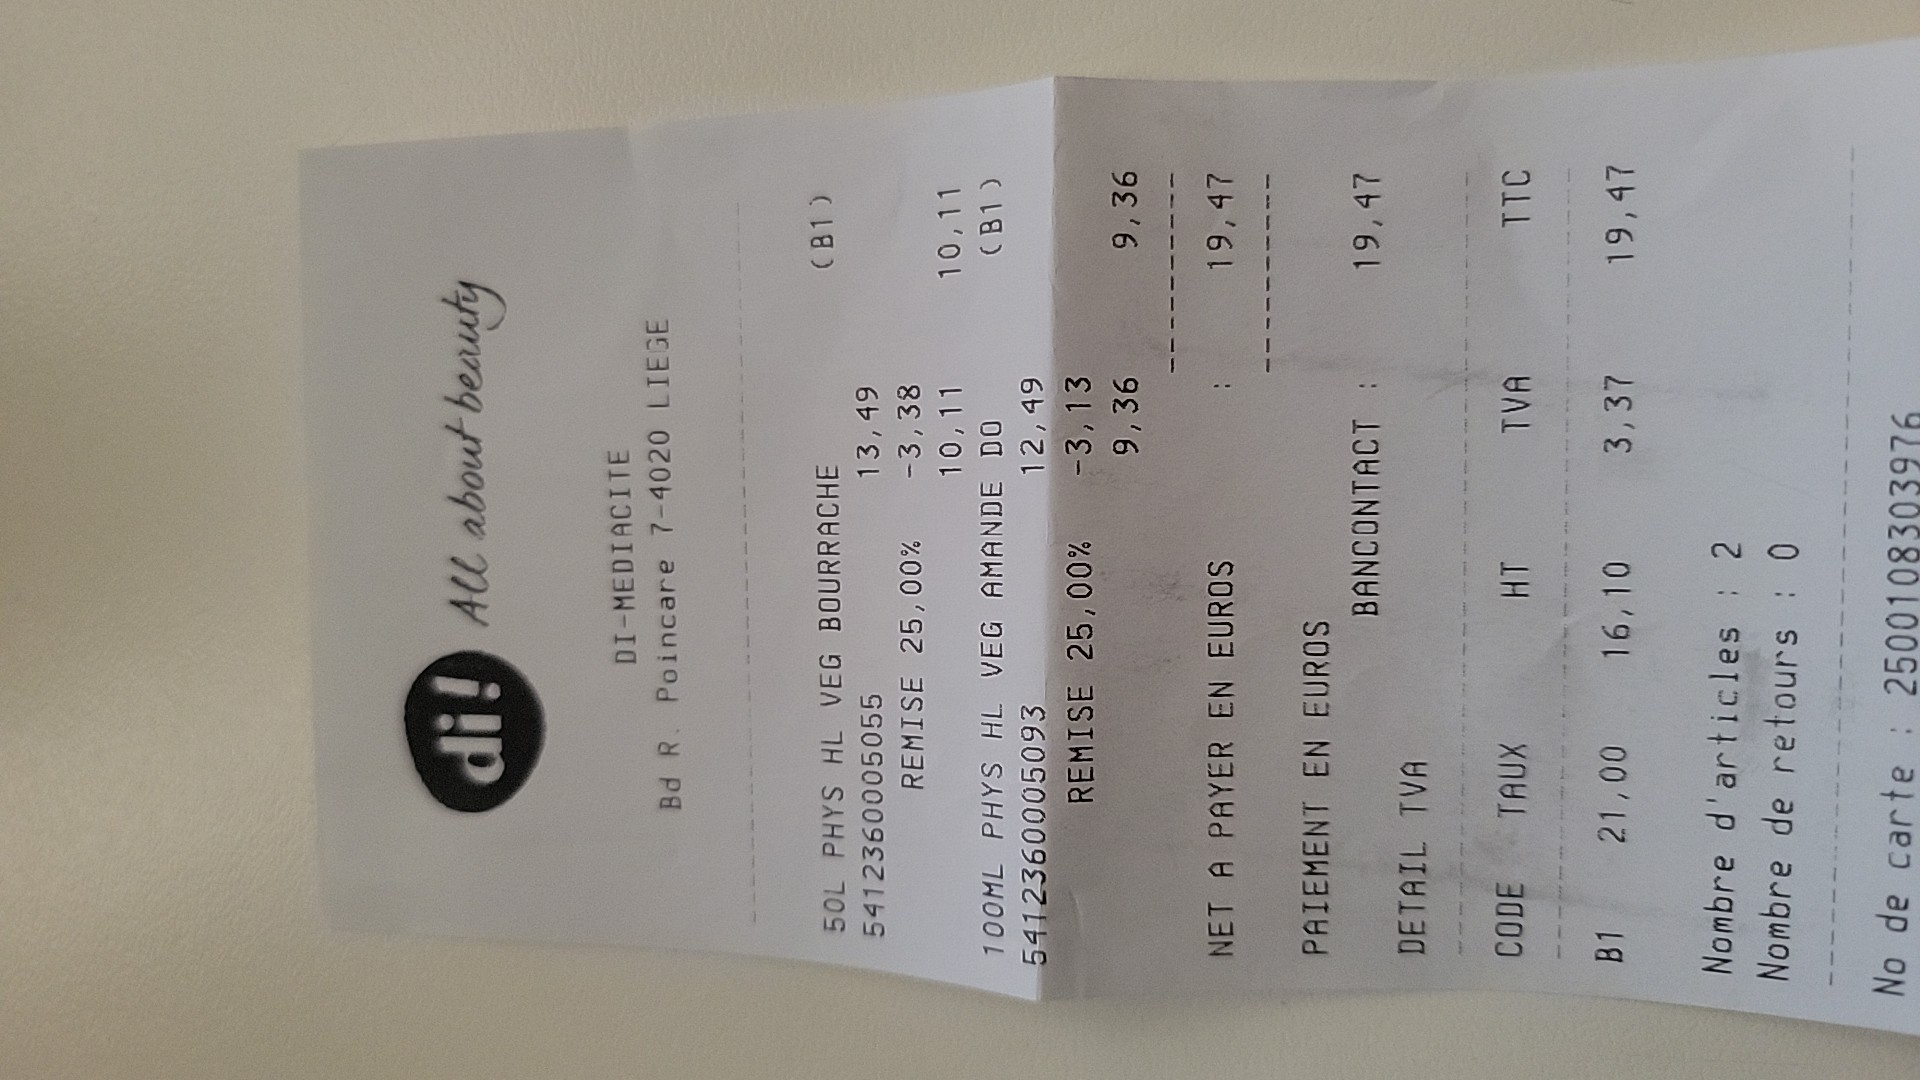 di! All about beauty
DI-MEDIACITE
Bd R. Poincare 7-4020 LIEGE
50L PHYS HL VEG BOURRACHE (B1)
5412360005055 13,49
REMISE 25,00% -3,38
10,11 10,11
100ML PHYS HL VEG AMANDE DO (B1)
5412360005093 12,49
REMISE 25,00% -3,13
9,36 9,36
NET A PAYER EN EUROS : 19,47
PAIEMENT EN EUROS
BANCONTACT : 19,47
DETAIL TVA
CODE TAUX HT TVA TTC
B1 21,00 16,10 3,37 19,47
Nombre d'articles : 2
Nombre de retours : 0
No de carte : 2500108303976